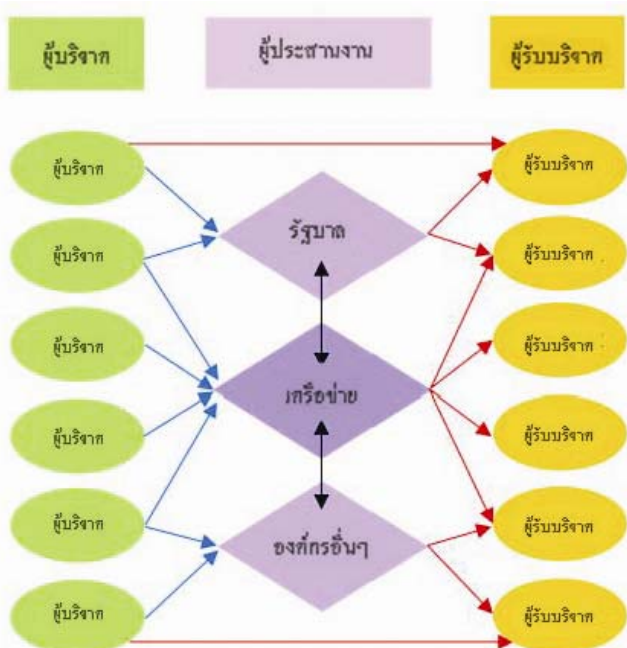 ผู้บริจาค
ผู้ประสานงาน
ผู้รับบริจาค
ผู้บริจาค
ผู้รับบริจาค
รัฐบาล
ผู้บริจาค
ผู้รับบริจาค
ผู้บริจาค
ผู้รับบริจาค
เครือข่าย
ผู้บริจาค
ผู้รับบริจาค
ผู้บริจาค
ผู้รับบริจาค
องค์กรอื่นๆ
ผู้บริจาค
ผู้รับบริจาค